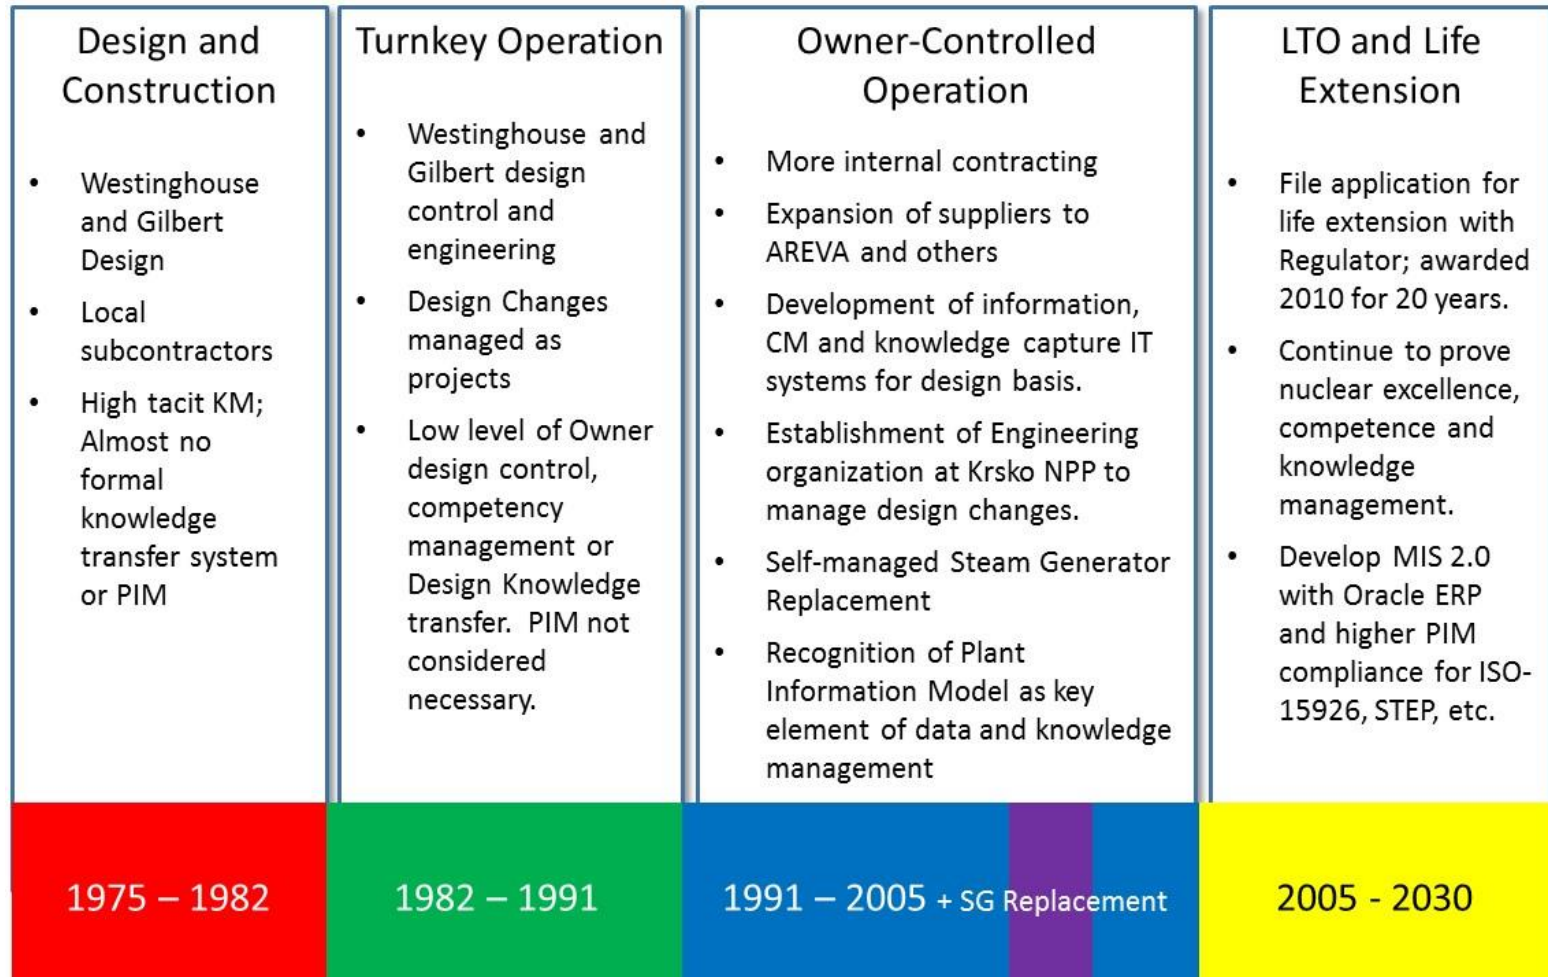 Design and
Construction
• Westinghouse
and Gilbert
Design
• Local
subcontractors
• High tacit KM;
Almost no
formal
knowledge
transfer system
or PIM
1975 – 1982
Turnkey Operation
• Westinghouse and
Gilbert design
control and
engineering
• Design Changes
managed as
projects
• Low level of Owner
design control,
competency
management or
Design Knowledge
transfer. PIM not
considered
necessary.
1982 – 1991
Owner-Controlled
Operation
• More internal contracting
• Expansion of suppliers to
AREVA and others
• Development of information,
CM and knowledge capture IT
systems for design basis.
• Establishment of Engineering
organization at Krsko NPP to
manage design changes.
• Self-managed Steam Generator
Replacement
• Recognition of Plant
Information Model as key
element of data and knowledge
management
1991 – 2005 + SG Replacement
LTO and Life
Extension
• File application for
life extension with
Regulator; awarded
2010 for 20 years.
• Continue to prove
nuclear excellence,
competence and
knowledge
management.
• Develop MIS 2.0
with Oracle ERP
and higher PIM
compliance for ISO-
15926, STEP, etc.
2005 - 2030